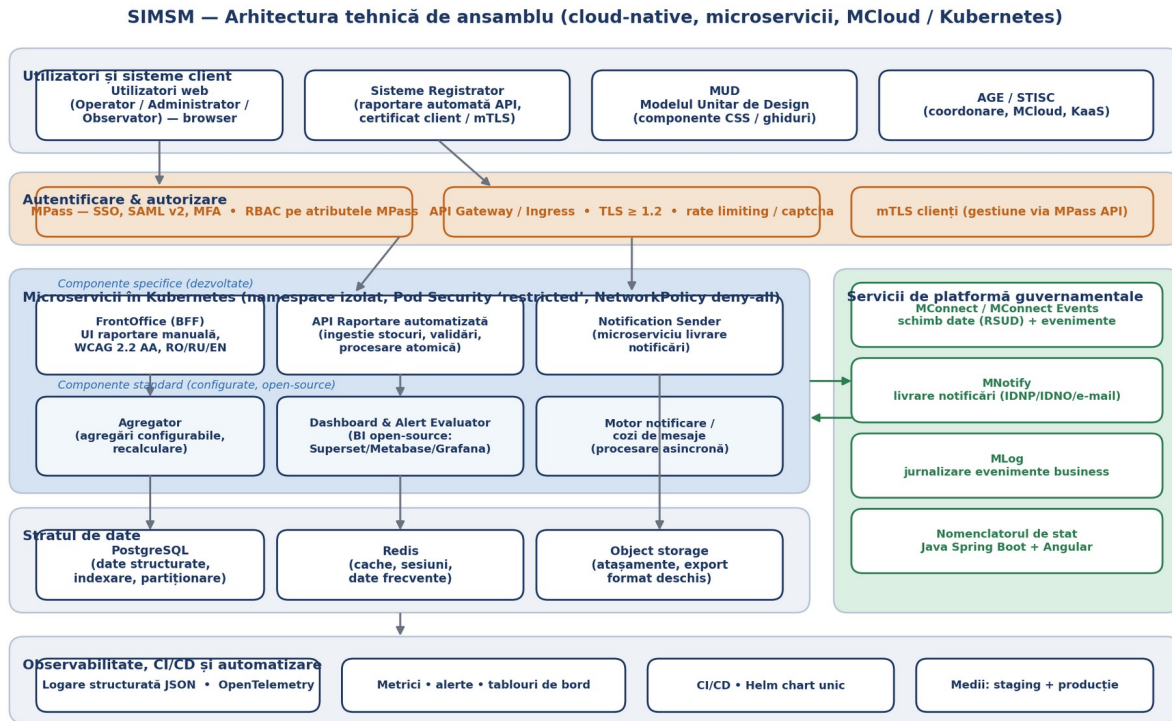 SIMSM — Arhitectura tehnică de ansamblu (cloud-native, microservicii, MCloud / Kubernetes)
Utilizatori și sisteme client
Utilizatori web
(Operator / Administrator /
Observator) — browser
Sisteme Registrator
(raportare automată API,
certificat client / mTLS)
MUD
Modelul Unitar de Design
(componente CSS / ghiduri)
AGE / STISC
(coordonare, MCloud, KaaS)
Autentificare & autorizare
MPass — SSO, SAML v2, MFA • RBAC pe atributele MPass
API Gateway / Ingress • TLS ≥ 1.2 • rate limiting / captcha
mTLS clienți (gestiune via MPass API)
Componente specifice (dezvoltate)
Microservicii în Kubernetes (namespace izolat, Pod Security ‘restricted’, NetworkPolicy deny-all)
FrontOffice (BFF)
UI raportare manuală,
WCAG 2.2 AA, RO/RU/EN
API Raportare automatizată
(ingestie stocuri, validări,
procesare atomică)
Notification Sender
(microserviciu livrare
notificări)
Componente standard (configurate, open-source)
Agregator
(agregări configurabile,
recalculare)
Dashboard & Alert Evaluator
(BI open-source:
Superset/Metabase/Grafana)
Motor notificare /
cozi de mesaje
(procesare asincronă)
Servicii de platformă guvernamentale
MConnect / MConnect Events
schimb date (RSUD) + evenimente
MNotify
livrare notificări (IDNP/IDNO/e-mail)
MLog
jurnalizare evenimente business
Nomenclatorul de stat
Java Spring Boot + Angular
Stratul de date
PostgreSQL
(date structurate,
indexare, partiționare)
Redis
(cache, sesiuni,
date frecvente)
Object storage
(atașamente, export
format deschis)
Observabilitate, CI/CD și automatizare
Logare structurată JSON • OpenTelemetry
Metrici • alerte • tablouri de bord
CI/CD • Helm chart unic
Medii: staging + producție